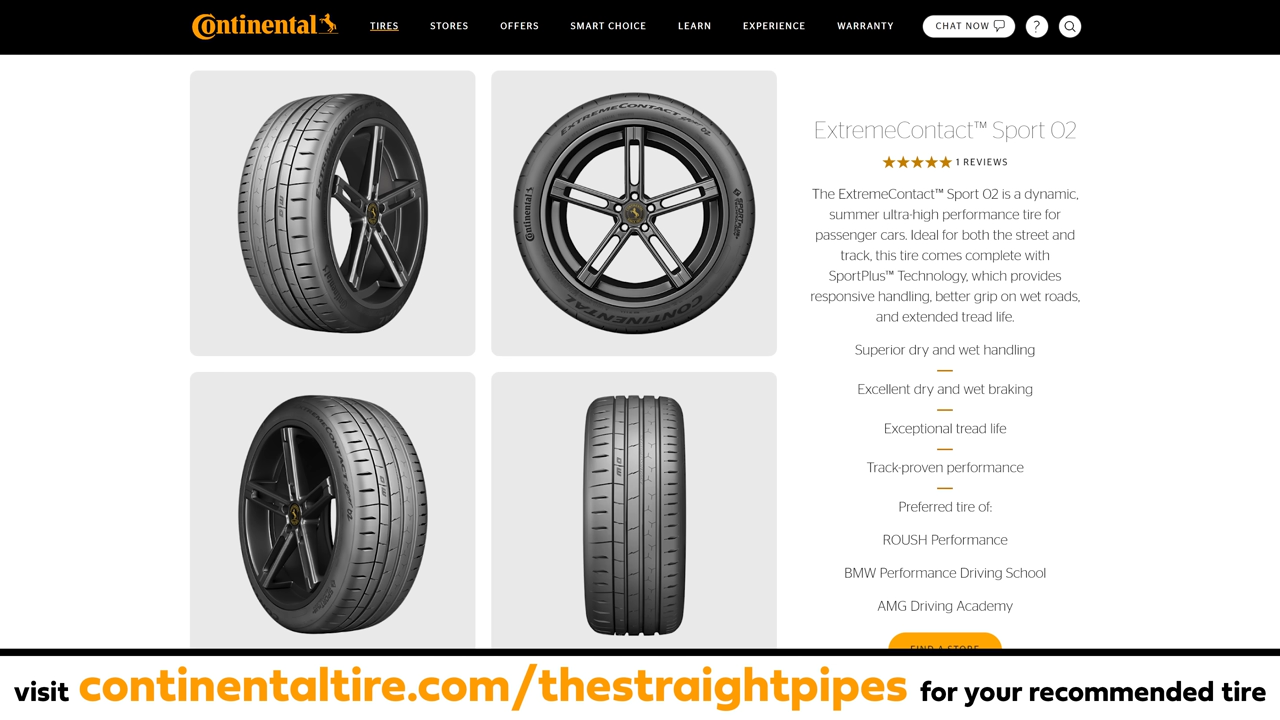 Continental
TIRES STORES OFFERS SMART CHOICE LEARN EXPERIENCE WARRANTY CHAT NOW ?
EXTREMECONTACT
Continental
SPORTPLUS
CONTINENTAL
ExtremeContact™ Sport 02
1 REVIEWS
The ExtremeContact™ Sport 02 is a dynamic,
summer ultra-high performance tire for
passenger cars. Ideal for both the street and
track, this tire comes complete with
SportPlus™ Technology, which provides
responsive handling, better grip on wet roads,
and extended tread life.
Superior dry and wet handling
Excellent dry and wet braking
Exceptional tread life
Track-proven performance
Preferred tire of:
ROUSH Performance
BMW Performance Driving School
AMG Driving Academy
FIND A STORE
visit continentaltire.com/thestraightpipes for your recommended tire